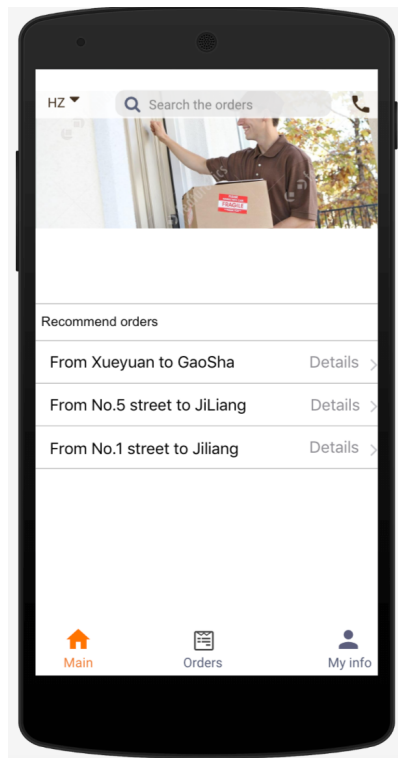 HZ
Search the orders
FRAGILE
Recommend orders
From Xueyuan to GaoSha Details
From No.5 street to JiLiang Details
From No.1 street to Jiliang Details
Main
Orders
My info